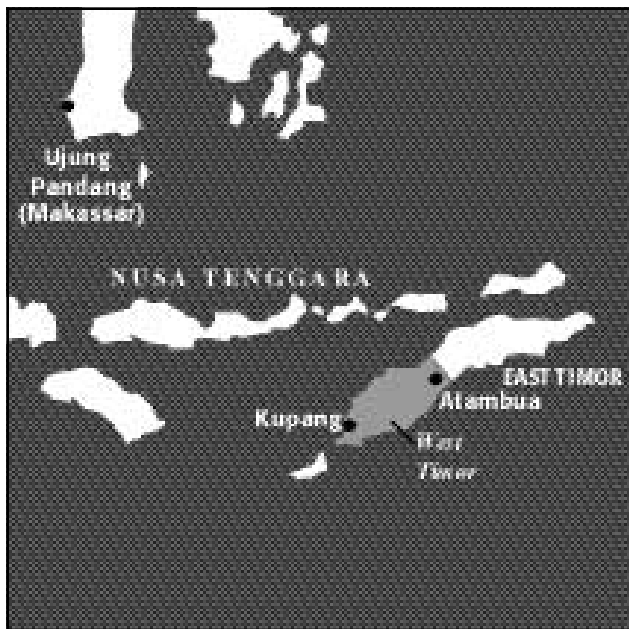 Ujung
Pandang
(Makassar)
NUSA TENGGARA
EAST TIMOR
Atambua
Kupang
West
Timor